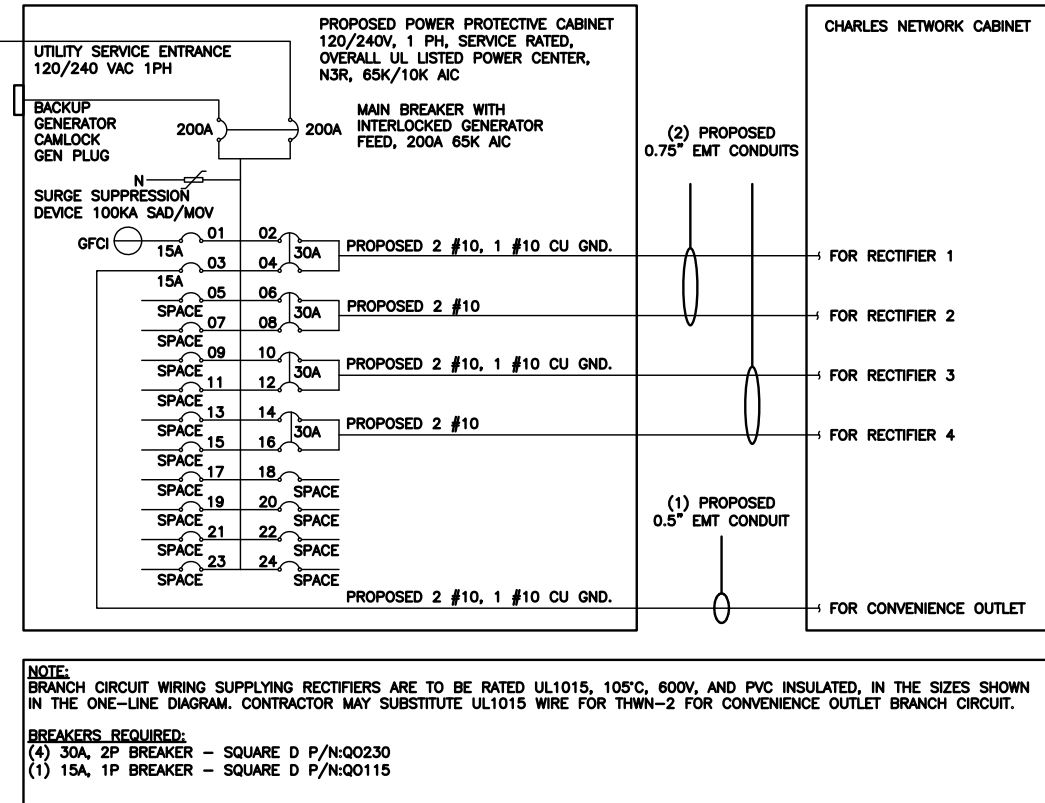 PROPOSED POWER PROTECTIVE CABINET
120/240V, 1 PH, SERVICE RATED,
OVERALL UL LISTED POWER CENTER,
N3R, 65K/10K AIC
CHARLES NETWORK CABINET
UTILITY SERVICE ENTRANCE
120/240 VAC 1PH
BACKUP
GENERATOR
CAMLOCK
GEN PLUG
200A
200A
MAIN BREAKER WITH
INTERLOCKED GENERATOR
FEED, 200A 65K AIC
(2) PROPOSED
0.75" EMT CONDUITS
N
SURGE SUPPRESSION
DEVICE 100KA SAD/MOV
GFCI
15A
01
02
30A
PROPOSED 2 #10, 1 #10 CU GND.
FOR RECTIFIER 1
15A
03
04
SPACE
05
06
30A
PROPOSED 2 #10
FOR RECTIFIER 2
SPACE
07
08
SPACE
09
10
30A
PROPOSED 2 #10, 1 #10 CU GND.
FOR RECTIFIER 3
SPACE
11
12
SPACE
13
14
30A
PROPOSED 2 #10
FOR RECTIFIER 4
SPACE
15
16
SPACE
17
18
SPACE
SPACE
19
20
SPACE
SPACE
21
22
SPACE
SPACE
23
24
SPACE
(1) PROPOSED
0.5" EMT CONDUIT
PROPOSED 2 #10, 1 #10 CU GND.
FOR CONVENIENCE OUTLET
NOTE:
BRANCH CIRCUIT WIRING SUPPLYING RECTIFIERS ARE TO BE RATED UL1015, 105°C, 600V, AND PVC INSULATED, IN THE SIZES SHOWN
IN THE ONE-LINE DIAGRAM. CONTRACTOR MAY SUBSTITUTE UL1015 WIRE FOR THWN-2 FOR CONVENIENCE OUTLET BRANCH CIRCUIT.
BREAKERS REQUIRED:
(4) 30A, 2P BREAKER - SQUARE D P/N:QO230
(1) 15A, 1P BREAKER - SQUARE D P/N:QO115